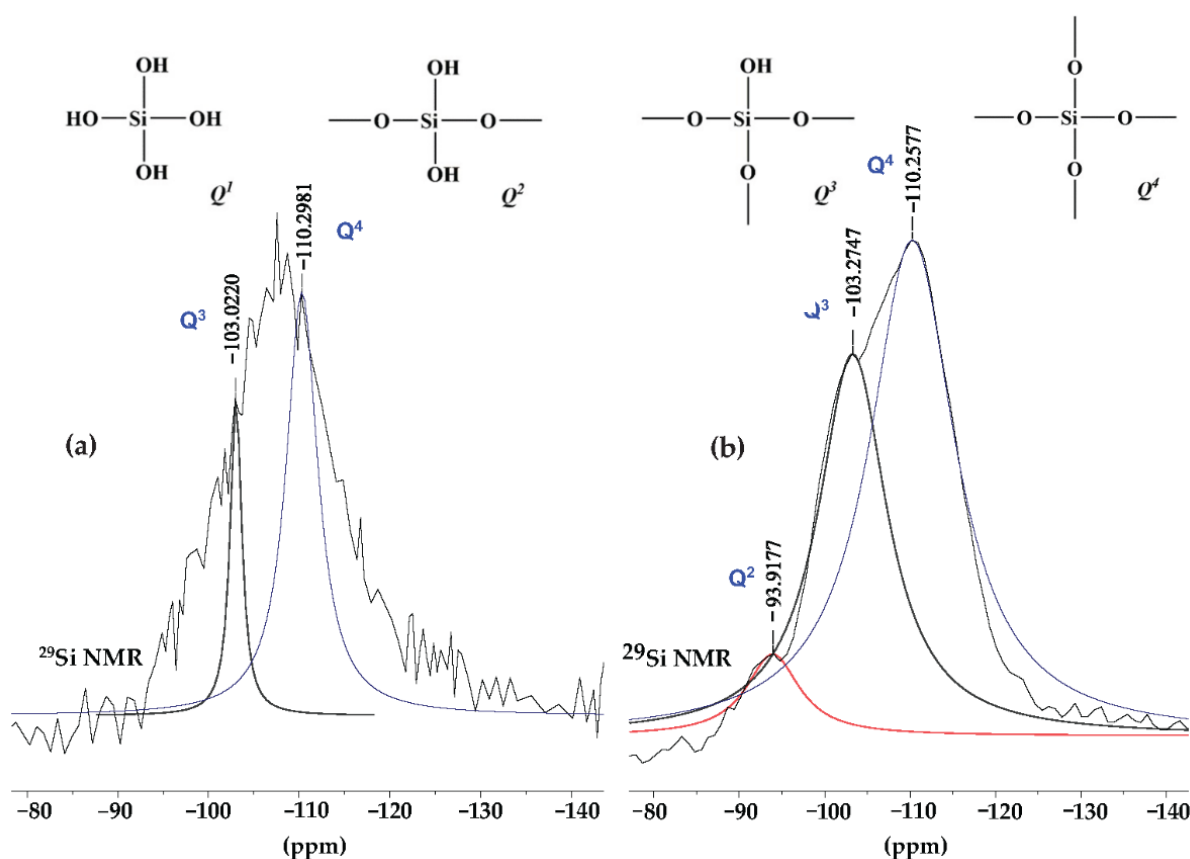 OH
HO—Si—OH
OH
Q¹
OH
—O—Si—O—
OH
Q²
OH
—O—Si—O—
O
Q³
O
—O—Si—O—
O
Q⁴
(a)
Q³
−103.0220
Q⁴
−110.2981
²⁹Si NMR
−80 −90 −100 −110 −120 −130 −140
(ppm)
(b)
Q²
−93.9177
Q³
−103.2747
Q⁴
−110.2577
²⁹Si NMR
−80 −90 −100 −110 −120 −130 −140
(ppm)